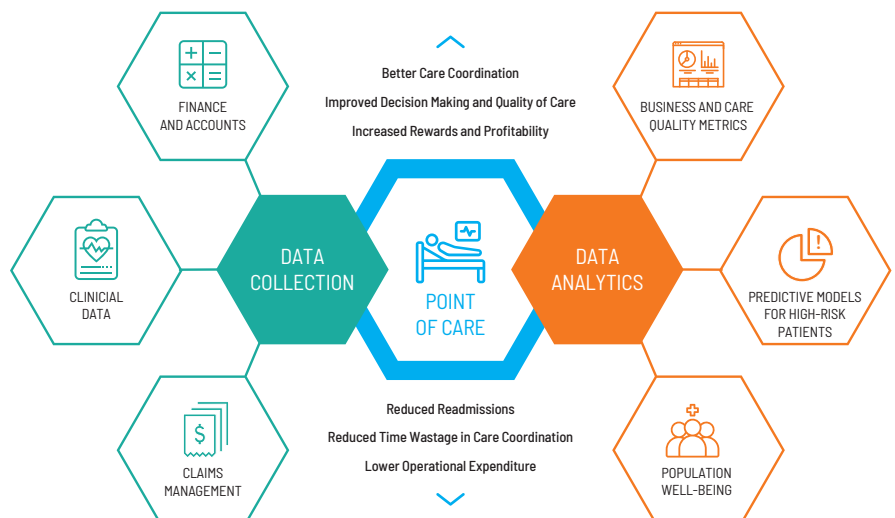 FINANCE
AND ACCOUNTS
Better Care Coordination
Improved Decision Making and Quality of Care
Increased Rewards and Profitability
BUSINESS AND CARE
QUALITY METRICS
CLINICIAL
DATA
DATA
COLLECTION
POINT
OF CARE
DATA
ANALYTICS
PREDICTIVE MODELS
FOR HIGH-RISK
PATIENTS
CLAIMS
MANAGEMENT
Reduced Readmissions
Reduced Time Wastage in Care Coordination
Lower Operational Expenditure
POPULATION
WELL-BEING